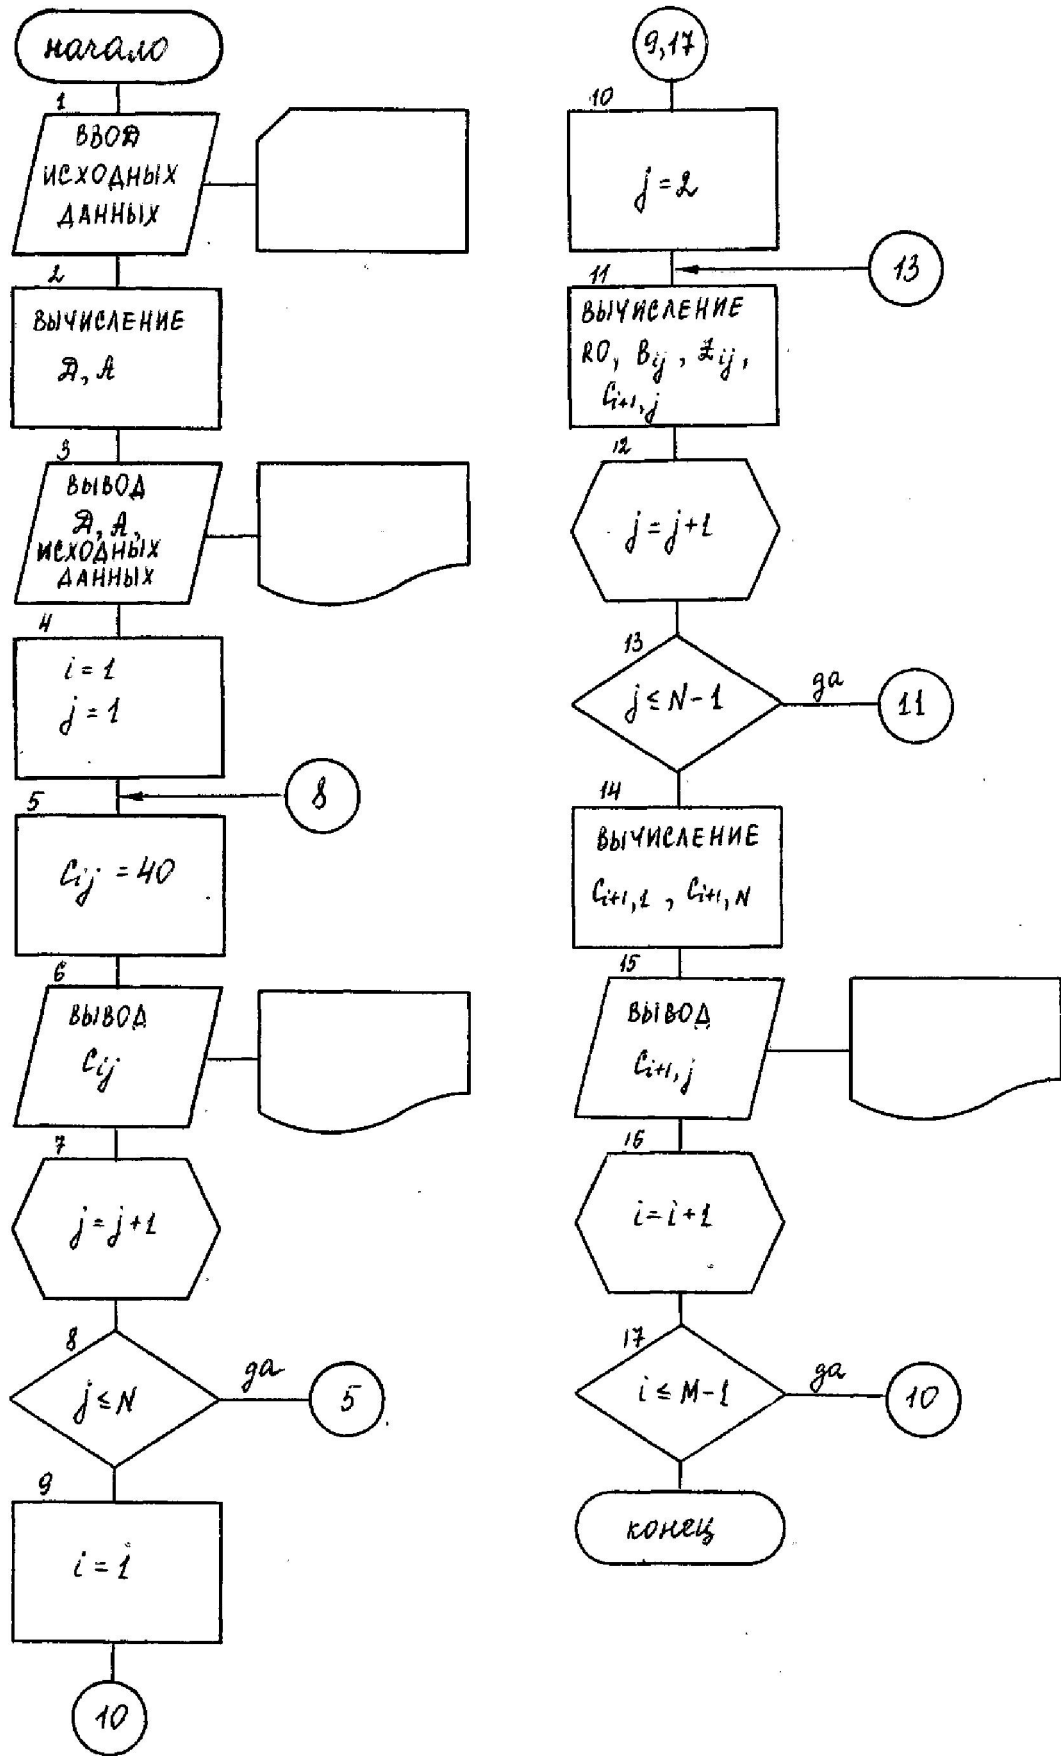 начало
1
ВВОД
ИСХОДНЫХ
ДАННЫХ
2
ВЫЧИСЛЕНИЕ
Д, А
3
ВЫВОД
Д, А,
ИСХОДНЫХ
ДАННЫХ
4
i = 1
j = 1
8
5
Cij = 40
6
ВЫВОД
Cij
7
j = j+1
8
j ≤ N
да
5
9
i = 1
10
9,17
10
j = 2
13
11
ВЫЧИСЛЕНИЕ
RO, Bij, Zij,
Ci+1,j
12
j = j+1
13
j ≤ N-1
да
11
14
ВЫЧИСЛЕНИЕ
Ci+1,1 , Ci+1,N
15
ВЫВОД
Ci+1,j
16
i = i+1
17
i ≤ M-1
да
10
конец